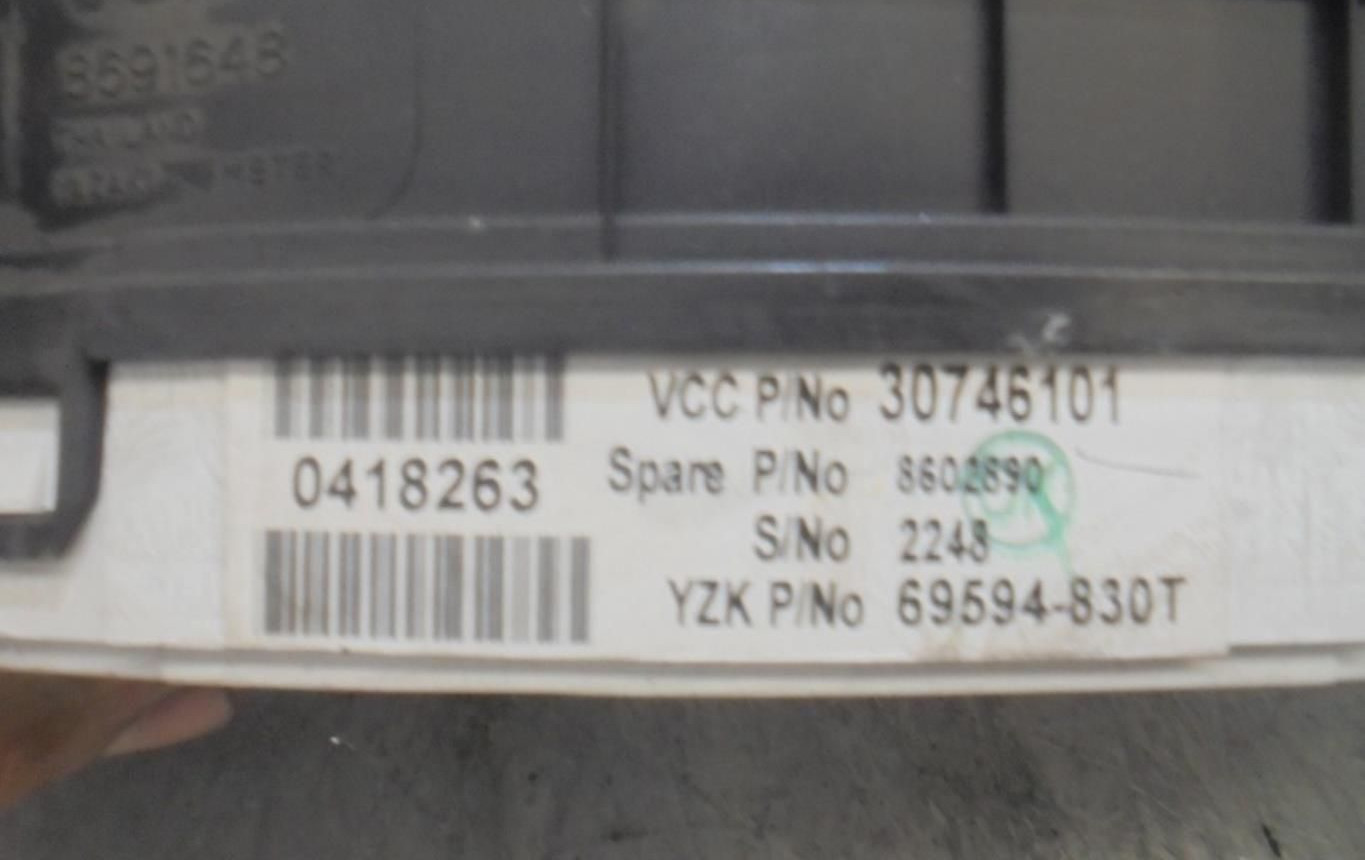 8691648
0418263
VCC P/No 30746101
Spare P/No 8602890
S/No 2248
YZK P/No 69594-830T